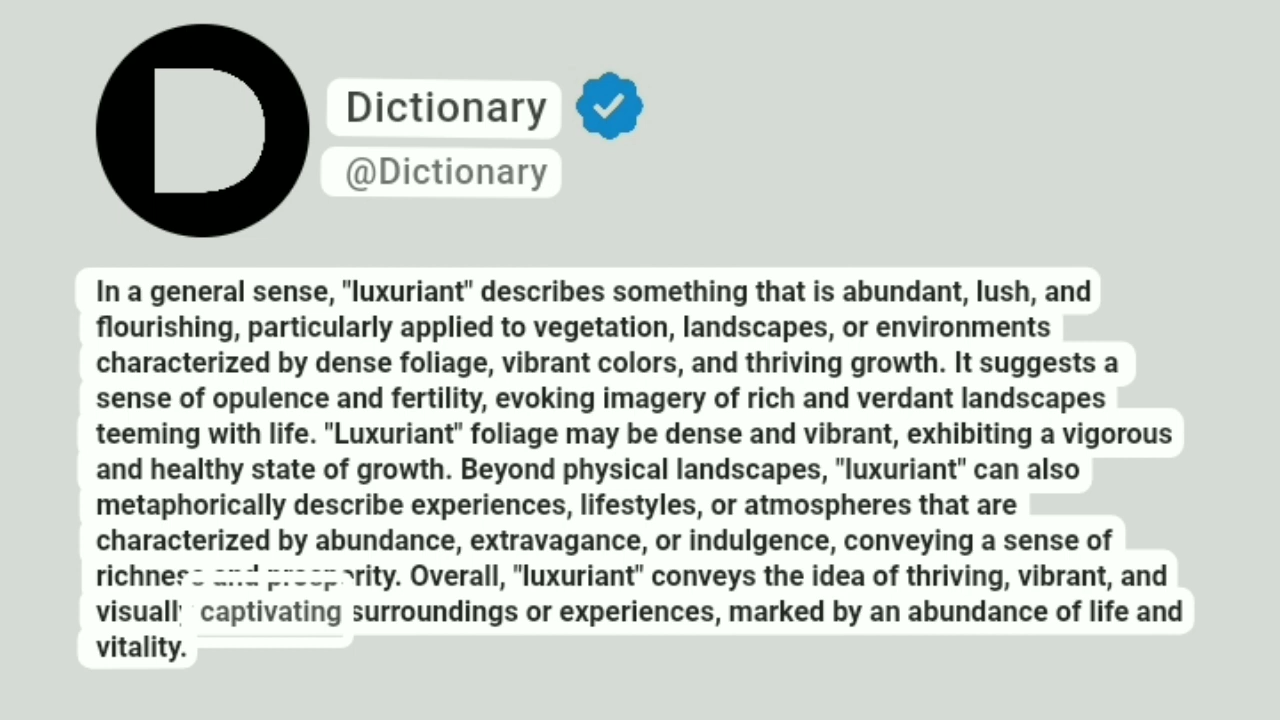 D
Dictionary
@Dictionary
In a general sense, "luxuriant" describes something that is abundant, lush, and
flourishing, particularly applied to vegetation, landscapes, or environments
characterized by dense foliage, vibrant colors, and thriving growth. It suggests a
sense of opulence and fertility, evoking imagery of rich and verdant landscapes
teeming with life. "Luxuriant" foliage may be dense and vibrant, exhibiting a vigorous
and healthy state of growth. Beyond physical landscapes, "luxuriant" can also
metaphorically describe experiences, lifestyles, or atmospheres that are
characterized by abundance, extravagance, or indulgence, conveying a sense of
richness and prosperity. Overall, "luxuriant" conveys the idea of thriving, vibrant, and
visually captivating surroundings or experiences, marked by an abundance of life and
vitality.